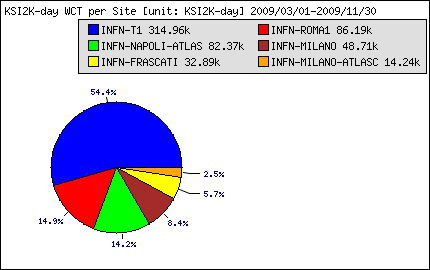 KSI2K-day WCT per Site [unit: KSI2K-day] 2009/03/01-2009/11/30
INFN-T1 314.96k INFN-ROMA1 86.19k
INFN-NAPOLI-ATLAS 82.37k INFN-MILANO 48.71k
INFN-FRASCATI 32.89k INFN-MILANO-ATLASC 14.24k
54.4%
2.5%
5.7%
14.9%
8.4%
14.2%